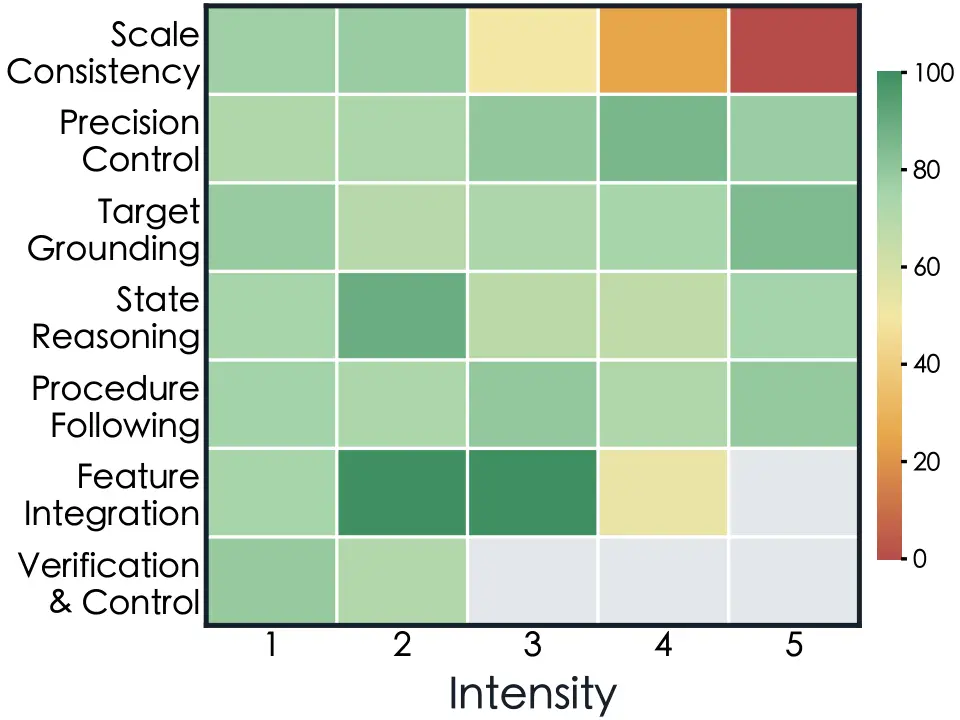 Scale
Consistency
Precision
Control
Target
Grounding
State
Reasoning
Procedure
Following
Feature
Integration
Verification
& Control
1 2 3 4 5
Intensity
100
80
60
40
20
0